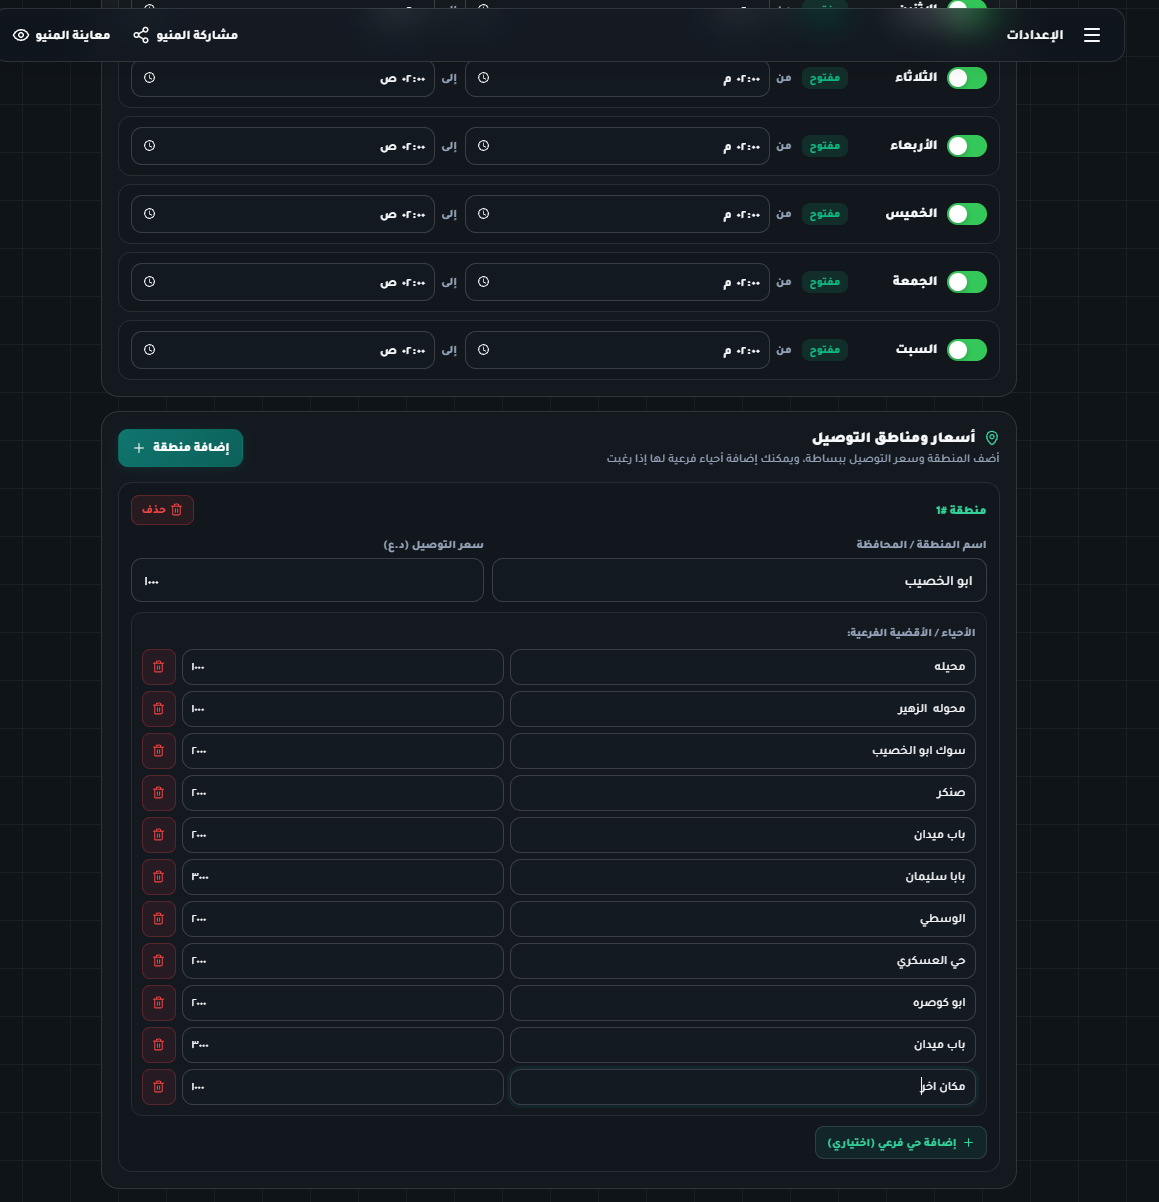 الإعدادات
مشاركة المنيو
معاينة المنيو
الثلاثاء مفتوح من ٠٢:٠٠ م إلى ٠٢:٠٠ ص
الأربعاء مفتوح من ٠٢:٠٠ م إلى ٠٢:٠٠ ص
الخميس مفتوح من ٠٢:٠٠ م إلى ٠٢:٠٠ ص
الجمعة مفتوح من ٠٢:٠٠ م إلى ٠٢:٠٠ ص
السبت مفتوح من ٠٢:٠٠ م إلى ٠٢:٠٠ ص
أسعار ومناطق التوصيل
أضف المنطقة وسعر التوصيل ببساطة، ويمكنك إضافة أحياء فرعية لها إذا رغبت
إضافة منطقة +
منطقة #1
حذف
اسم المنطقة / المحافظة
سعر التوصيل (د.ع)
ابو الخصيب
١٠٠٠
الأحياء / الأقضية الفرعية:
محيله ١٠٠٠
محوله الزهير ١٠٠٠
سوك ابو الخصيب ٢٠٠٠
صنكر ٢٠٠٠
باب ميدان ٢٠٠٠
بابا سليمان ٣٠٠٠
الوسطي ٢٠٠٠
حي العسكري ٢٠٠٠
ابو كوصره ٢٠٠٠
باب ميدان ٣٠٠٠
مكان اخر ١٠٠٠
+ إضافة حي فرعي (اختياري)